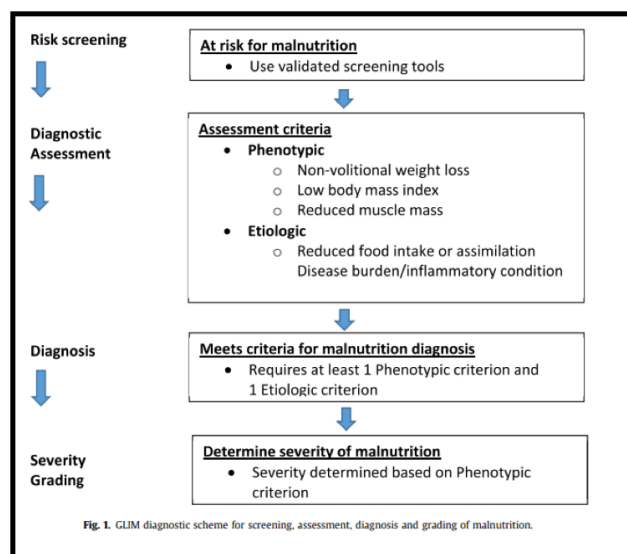 Risk screening
At risk for malnutrition
• Use validated screening tools
Diagnostic
Assessment
Assessment criteria
• Phenotypic
○ Non-volitional weight loss
○ Low body mass index
○ Reduced muscle mass
• Etiologic
○ Reduced food intake or assimilation
Disease burden/inflammatory condition
Diagnosis
Meets criteria for malnutrition diagnosis
• Requires at least 1 Phenotypic criterion and
1 Etiologic criterion
Severity
Grading
Determine severity of malnutrition
• Severity determined based on Phenotypic
criterion
Fig. 1. GLIM diagnostic scheme for screening, assessment, diagnosis and grading of malnutrition.